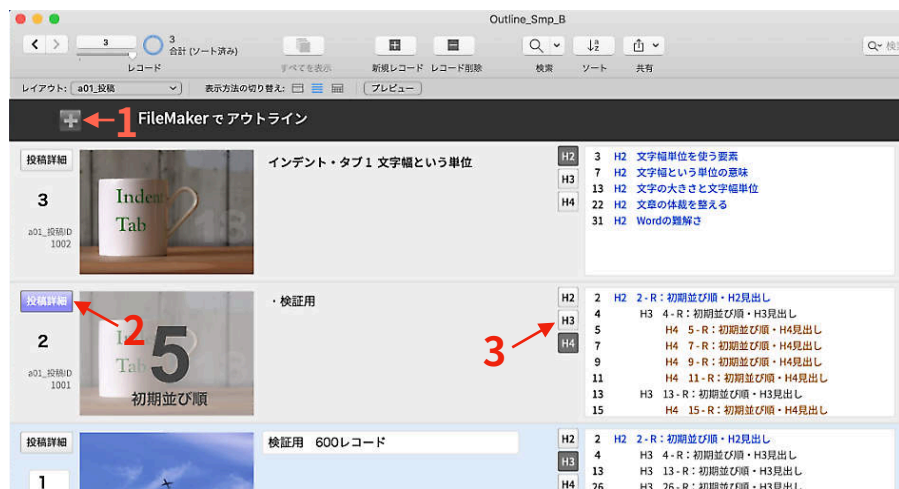 Outline_Smp_B
3
3
合計 (ソート済み)
レコード
すべてを表示
新規レコード
レコード削除
検索
ソート
共有
レイアウト:
a01_投稿
表示方法の切り替え:
プレビュー
1
FileMaker でアウトライン
投稿詳細
3
a01_投稿ID
1002
Inden
Tab
インデント・タブ 1 文字幅という単位
H2
H3
H4
3 H2 文字幅単位を使う要素
7 H2 文字幅という単位の意味
13 H2 文字の大きさと文字幅単位
22 H2 文章の体裁を整える
31 H2 Wordの難解さ
投稿詳細
2
2
a01_投稿ID
1001
Tab
5
初期並び順
・検証用
3
H2
H3
H4
2 H2 2-R：初期並び順・H2見出し
4 H3 4-R：初期並び順・H3見出し
5 H4 5-R：初期並び順・H4見出し
7 H4 7-R：初期並び順・H4見出し
9 H4 9-R：初期並び順・H4見出し
11 H4 11-R：初期並び順・H4見出し
13 H3 13-R：初期並び順・H3見出し
15 H4 15-R：初期並び順・H4見出し
投稿詳細
1
検証用 600レコード
H2
H3
H4
2 H2 2-R：初期並び順・H2見出し
4 H3 4-R：初期並び順・H3見出し
13 H3 13-R：初期並び順・H3見出し
26 H3 26-R：初期並び順・H3見出し